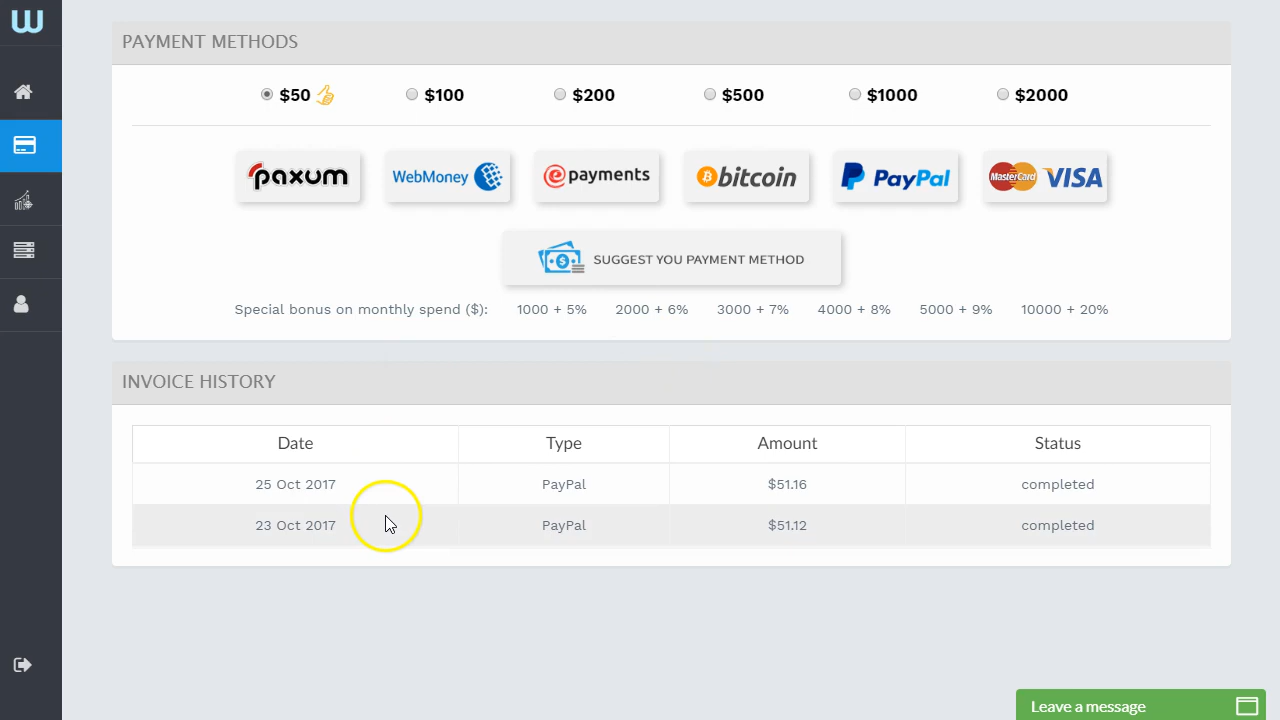 W
PAYMENT METHODS
$50 $100 $200 $500 $1000 $2000
paxum WebMoney epayments bitcoin PayPal MasterCard VISA
SUGGEST YOU PAYMENT METHOD
Special bonus on monthly spend ($): 1000 + 5% 2000 + 6% 3000 + 7% 4000 + 8% 5000 + 9% 10000 + 20%
INVOICE HISTORY
Date Type Amount Status
25 Oct 2017 PayPal $51.16 completed
23 Oct 2017 PayPal $51.12 completed
Leave a message